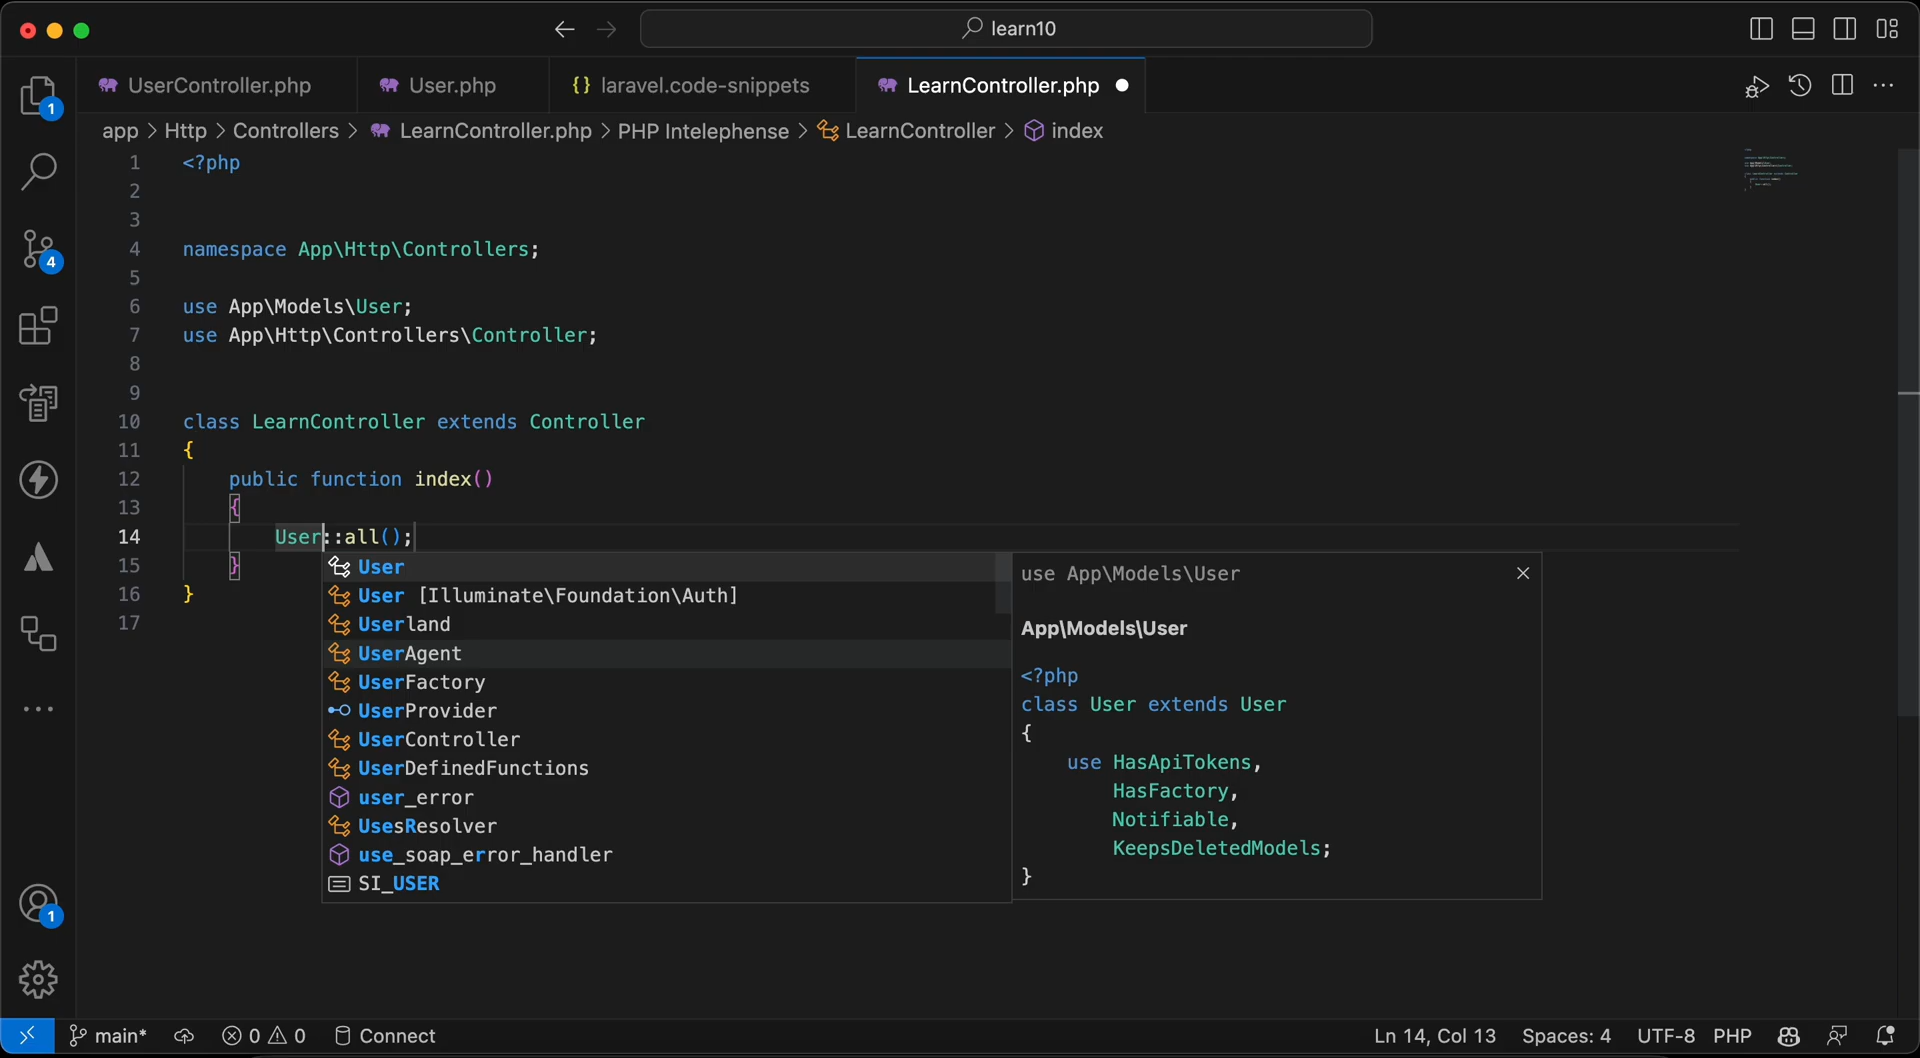 learn10
UserController.php
User.php
{} laravel.code-snippets
LearnController.php
app > Http > Controllers > LearnController.php > PHP Intelephense > LearnController > index
1
4
1
1 <?php
2
3
4 namespace App\Http\Controllers;
5
6 use App\Models\User;
7 use App\Http\Controllers\Controller;
8
9
10 class LearnController extends Controller
11 {
12 public function index()
13 {
14 User::all();
15 }
16 }
17
User
User [Illuminate\Foundation\Auth]
Userland
UserAgent
UserFactory
UserProvider
UserController
UserDefinedFunctions
user_error
UsesResolver
use_soap_error_handler
SI_USER
use App\Models\User
App\Models\User
<?php
class User extends User
{
use HasApiTokens,
HasFactory,
Notifiable,
KeepsDeletedModels;
}
main* 0 0 Connect
Ln 14, Col 13 Spaces: 4 UTF-8 PHP